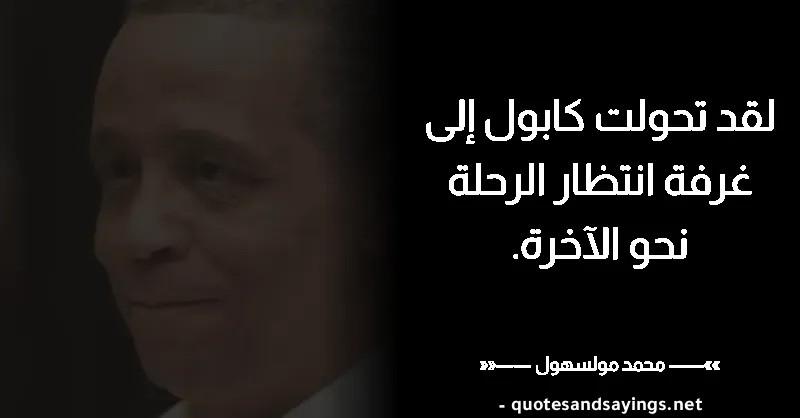 لقد تحولت كابول إلى
غرفة انتظار الرحلة
نحو الآخرة.
»—— محمد مولسهول ——«
- quotesandsayings.net